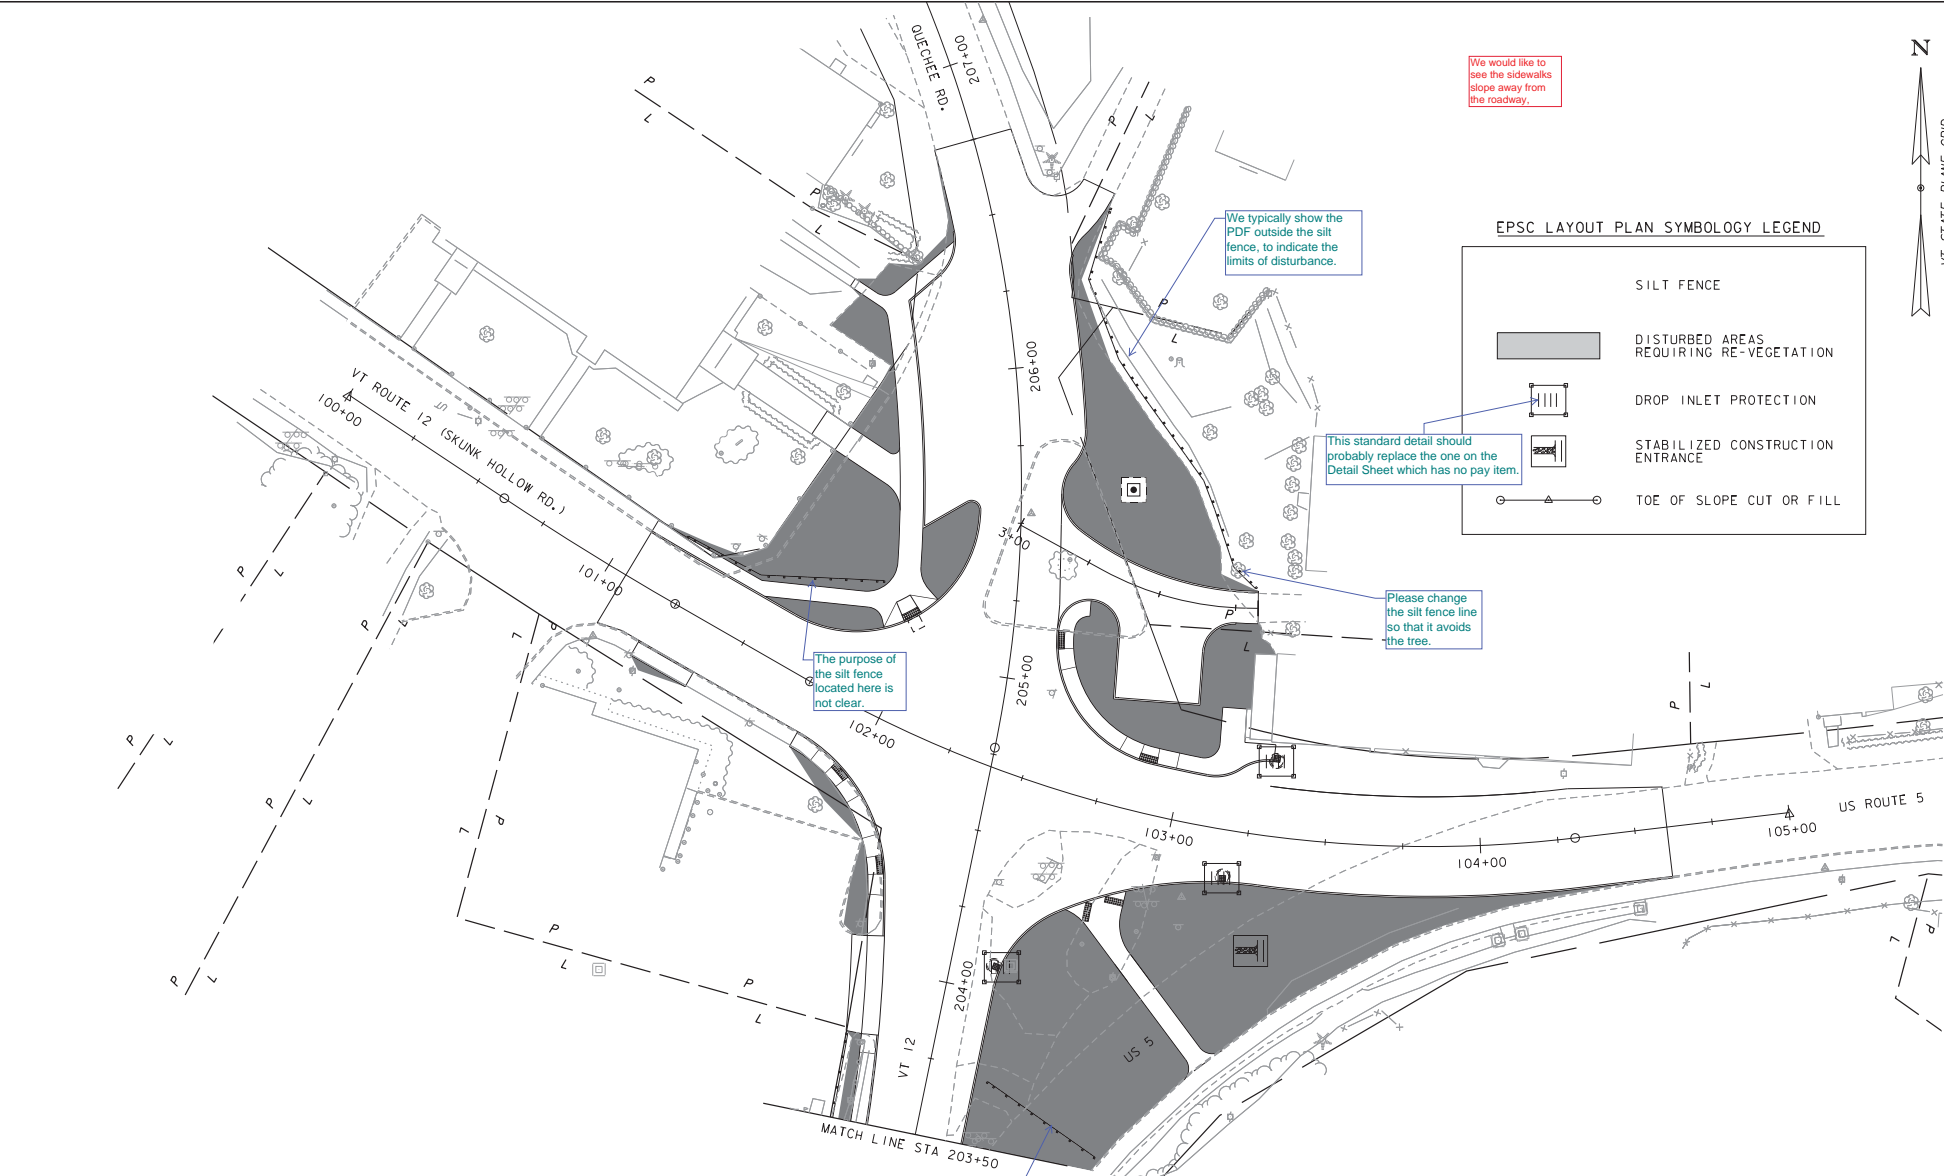 QUECHEE RD.
207+00
We would like to
see the sidewalks
slope away from
the roadway,
N
P
L
P
L
P
L
We typically show the
PDF outside the silt
fence, to indicate the
limits of disturbance.
EPSC LAYOUT PLAN SYMBOLOGY LEGEND
SILT FENCE
DISTURBED AREAS
REQUIRING RE-VEGETATION
DROP INLET PROTECTION
STABILIZED CONSTRUCTION
ENTRANCE
TOE OF SLOPE CUT OR FILL
This standard detail should
probably replace the one on the
Detail Sheet which has no pay item.
P
L
206+00
VT ROUTE 12 (SKUNK HOLLOW RD.)
100+00
101+00
3+00
Please change
the silt fence line
so that it avoids
the tree.
P
L
P
L
P
L
P
L
The purpose of
the silt fence
located here is
not clear.
205+00
102+00
P
L
P
L
P
L
P
L
US ROUTE 5
103+00
104+00
105+00
P
L
P
L
P
L
P
L
204+00
VT 12
US 5
MATCH LINE STA 203+50